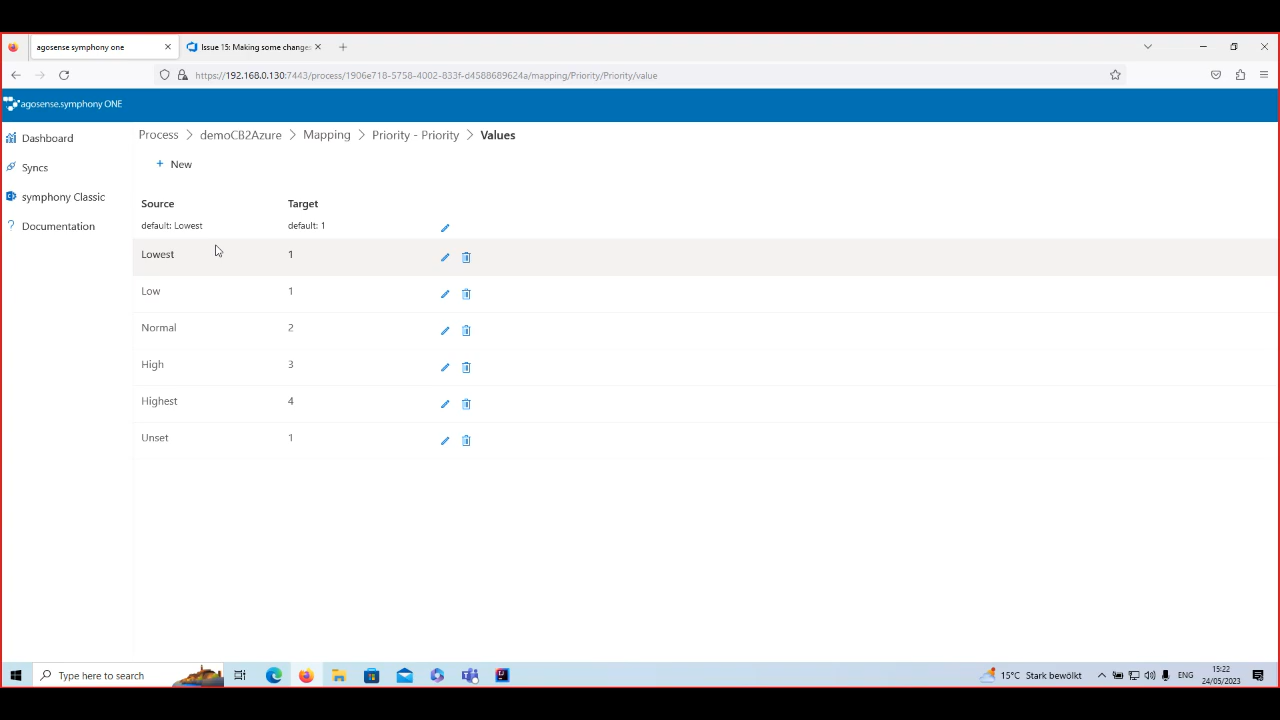 agosense symphony one
Issue 15: Making some change
https://192.168.0.130:7443/process/1906e718-5758-4002-833f-d4588689624a/mapping/Priority/Priority/value
agosense.symphony ONE
Dashboard
Syncs
symphony Classic
Documentation
Process > demoCB2Azure > Mapping > Priority - Priority > Values
+ New
Source Target
default: Lowest default: 1
Lowest 1
Low 1
Normal 2
High 3
Highest 4
Unset 1
Type here to search
15°C Stark bewölkt
ENG
15:22
24/05/2023